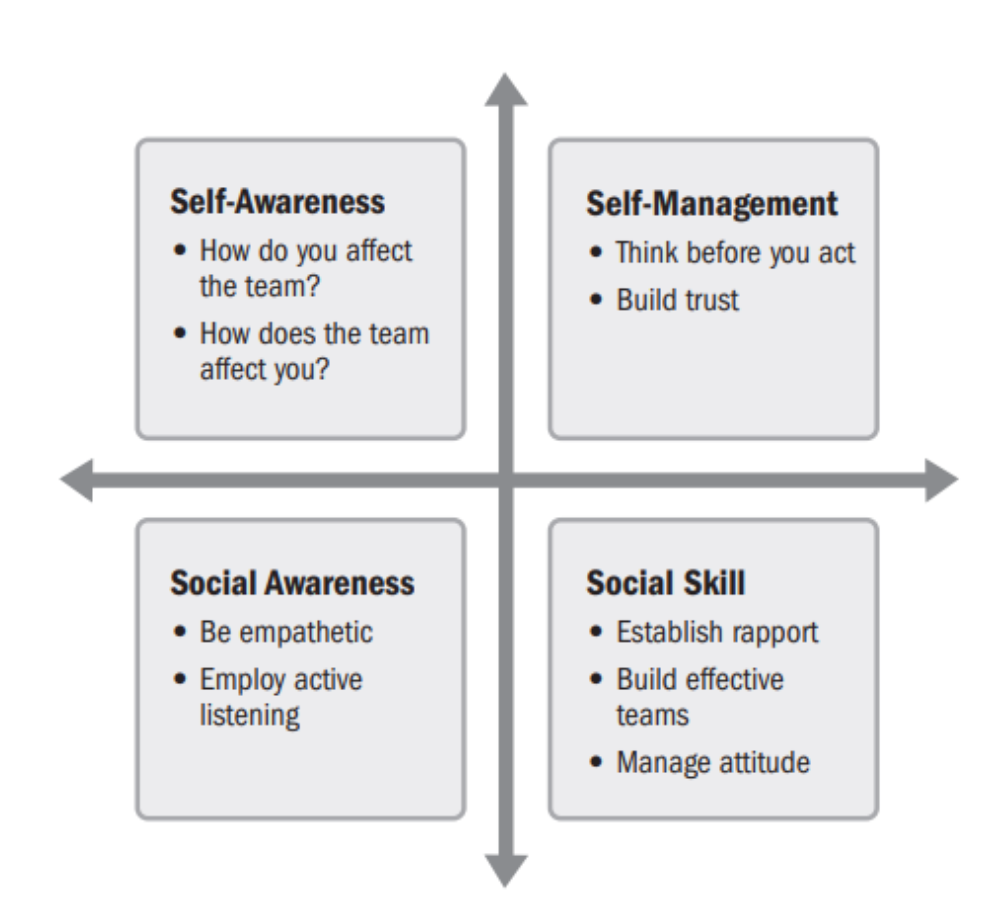 Self-Awareness
• How do you affect
the team?
• How does the team
affect you?
Self-Management
• Think before you act
• Build trust
Social Awareness
• Be empathetic
• Employ active
listening
Social Skill
• Establish rapport
• Build effective
teams
• Manage attitude